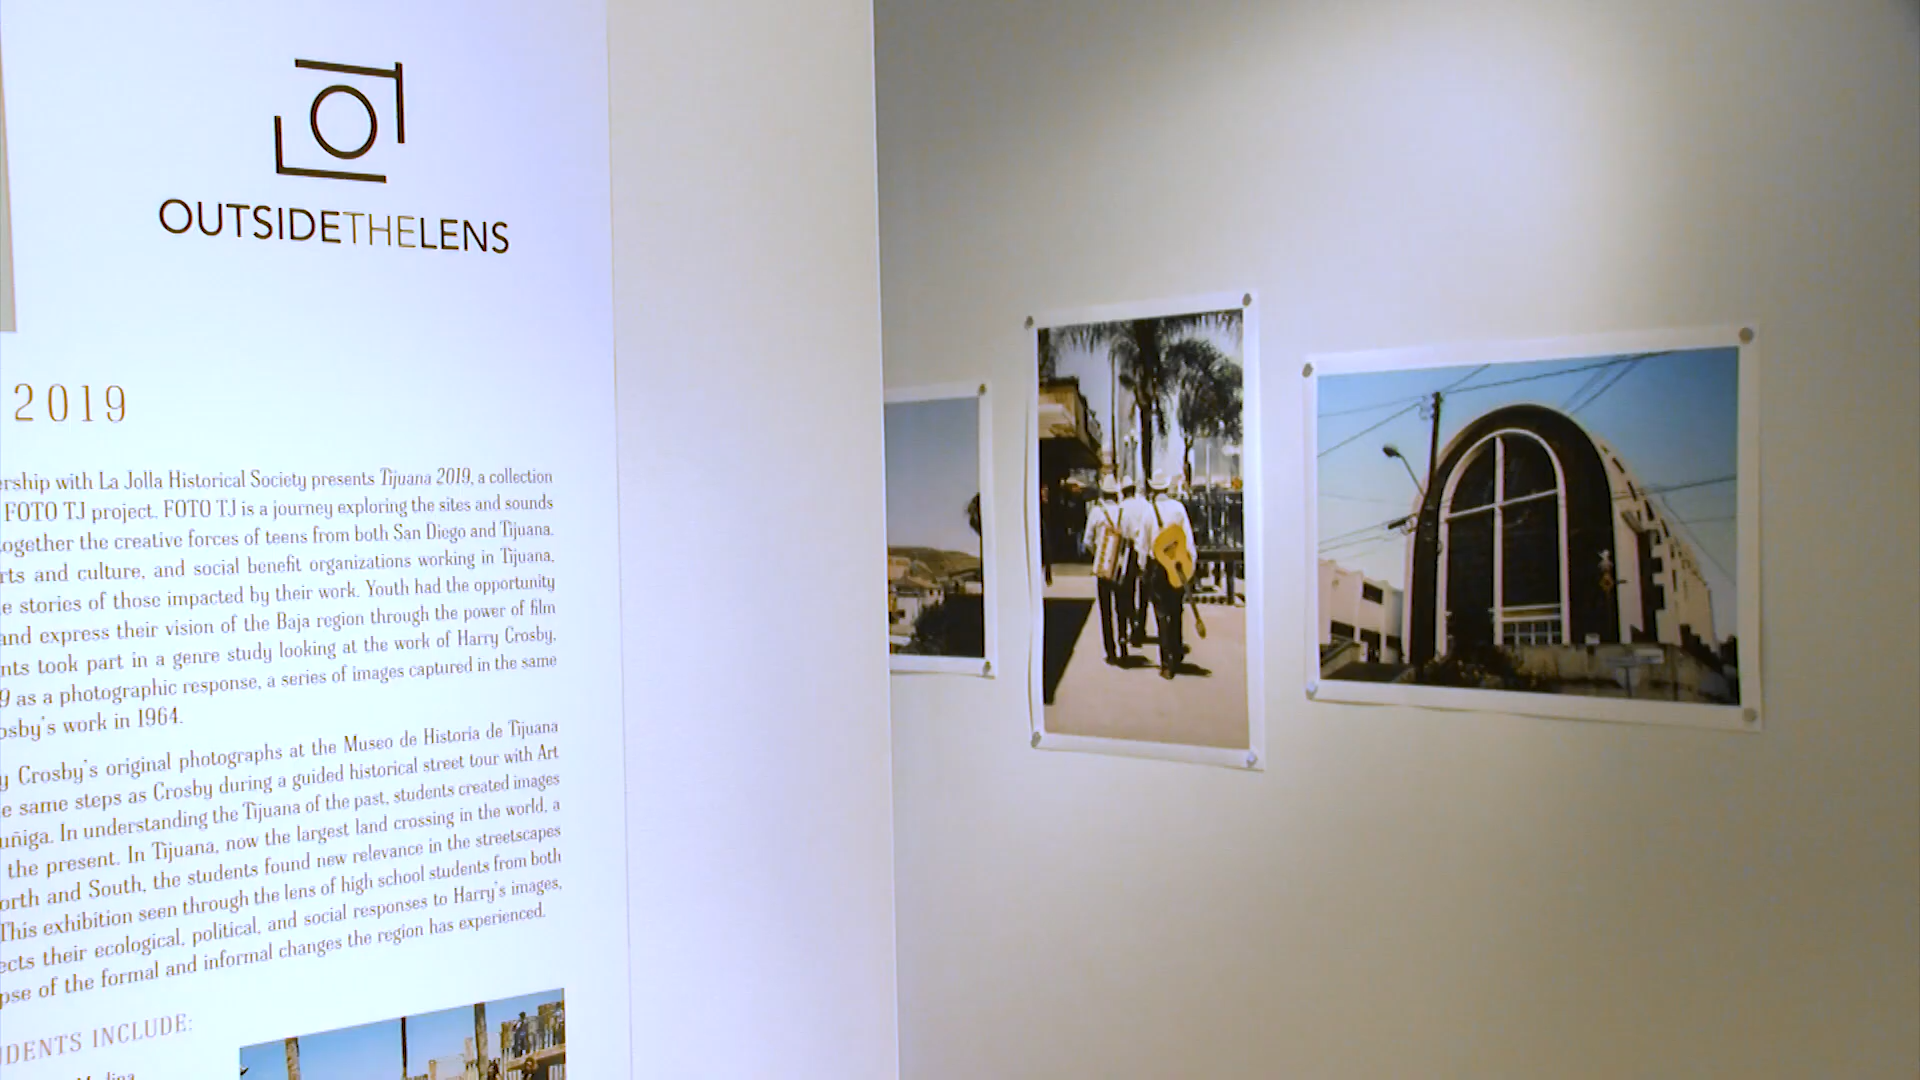 OUTSIDETHELENS
2019
ership with La Jolla Historical Society presents Tijuana 2019, a collection
FOTO TJ project. FOTO TJ is a journey exploring the sites and sounds
ogether the creative forces of teens from both San Diego and Tijuana.
rts and culture, and social benefit organizations working in Tijuana,
e stories of those impacted by their work. Youth had the opportunity
and express their vision of the Baja region through the power of film
nts took part in a genre study looking at the work of Harry Crosby.
9 as a photographic response, a series of images captured in the same
osby's work in 1964.
y Crosby's original photographs at the Museo de Historia de Tijuana
e same steps as Crosby during a guided historical street tour with Art
uñiga. In understanding the Tijuana of the past, students created images
the present. In Tijuana, now the largest land crossing in the world, a
orth and South, the students found new relevance in the streetscapes
This exhibition seen through the lens of high school students from both
ects their ecological, political, and social responses to Harry's images,
pse of the formal and informal changes the region has experienced.
UDENTS INCLUDE:
Medina